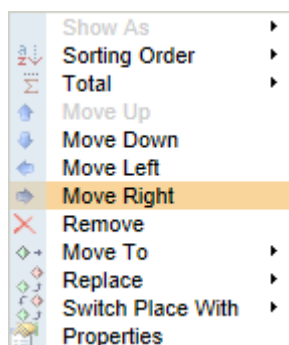 Show As
Sorting Order
Total
Move Up
Move Down
Move Left
Move Right
Remove
Move To
Replace
Switch Place With
Properties